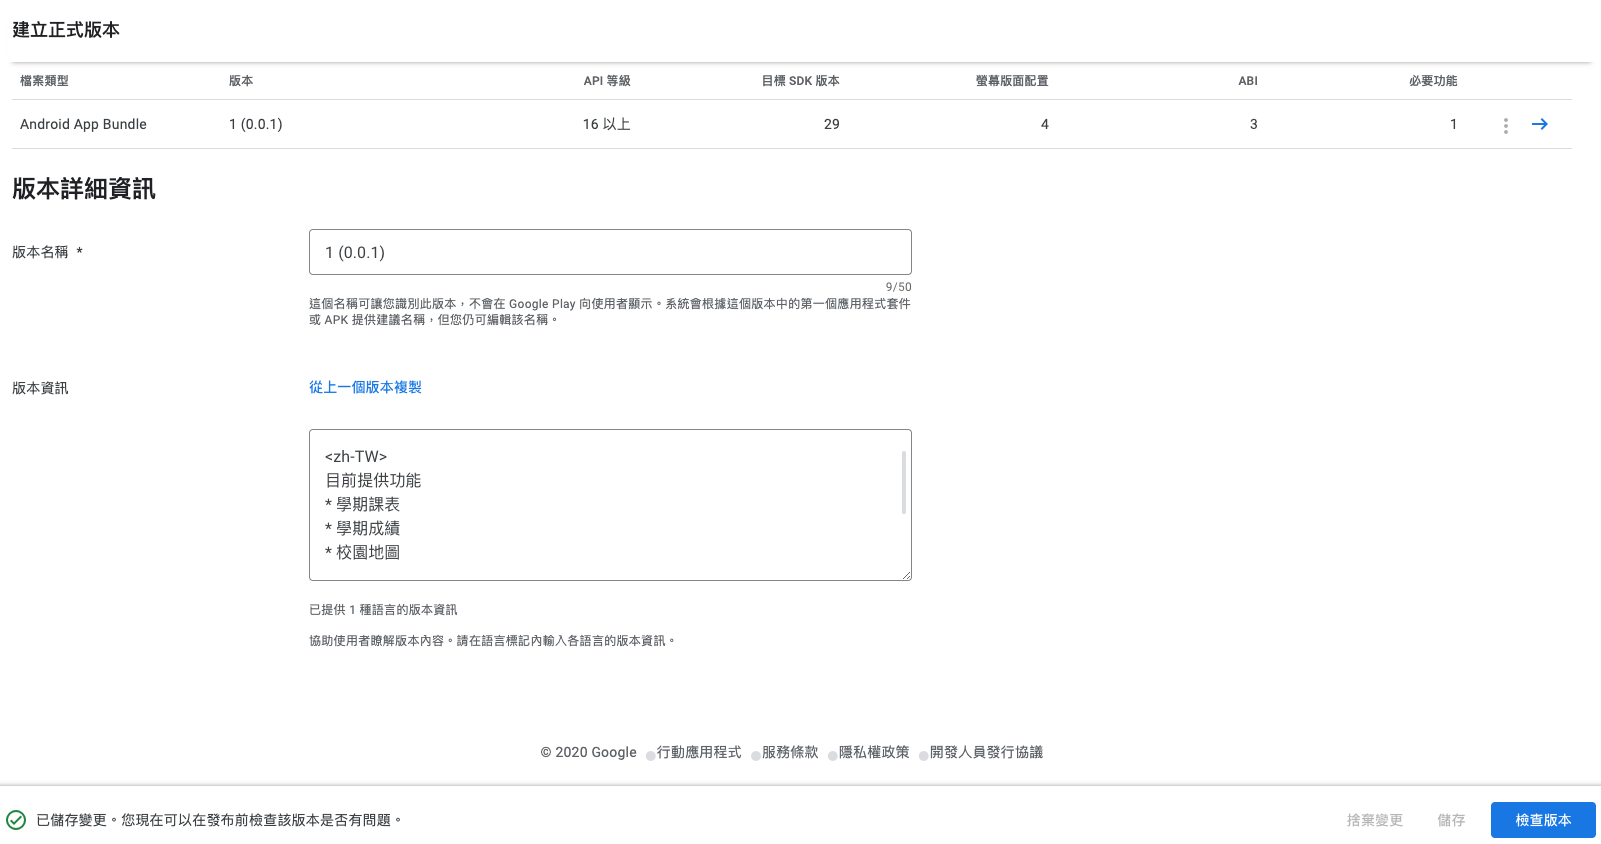 建立正式版本
檔案類型 版本 API 等級 目標 SDK 版本 螢幕版面配置 ABI 必要功能
Android App Bundle 1 (0.0.1) 16 以上 29 4 3 1
版本詳細資訊
版本名稱 *
1 (0.0.1)
9/50
這個名稱可讓您識別此版本，不會在 Google Play 向使用者顯示。系統會根據這個版本中的第一個應用程式套件
或 APK 提供建議名稱，但您仍可編輯該名稱。
版本資訊
從上一個版本複製
<zh-TW>
目前提供功能
* 學期課表
* 學期成績
* 校園地圖
已提供 1 種語言的版本資訊
協助使用者瞭解版本內容。請在語言標記內輸入各語言的版本資訊。
© 2020 Google 行動應用程式 服務條款 隱私權政策 開發人員發行協議
已儲存變更。您現在可以在發布前檢查該版本是否有問題。
捨棄變更 儲存 檢查版本